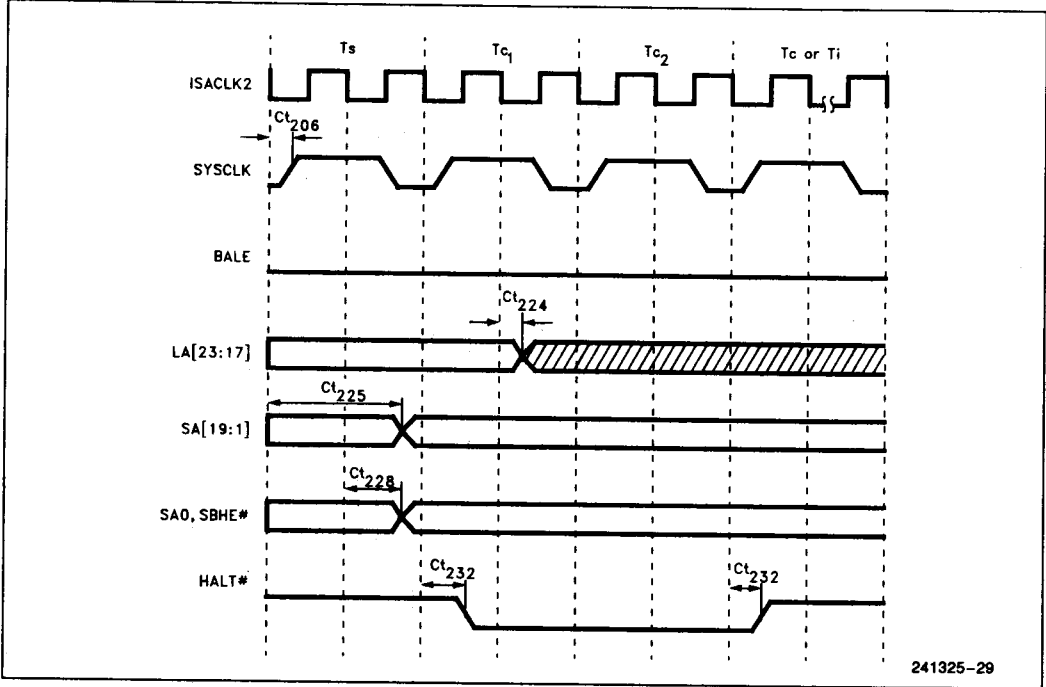 Ts Tc1 Tc2 Tc or Ti
ISACLK2
Ct206
SYSCLK
BALE
Ct224
LA[23:17]
Ct225
SA[19:1]
Ct228
SA0, SBHE#
HALT# Ct232 Ct232
241325-29